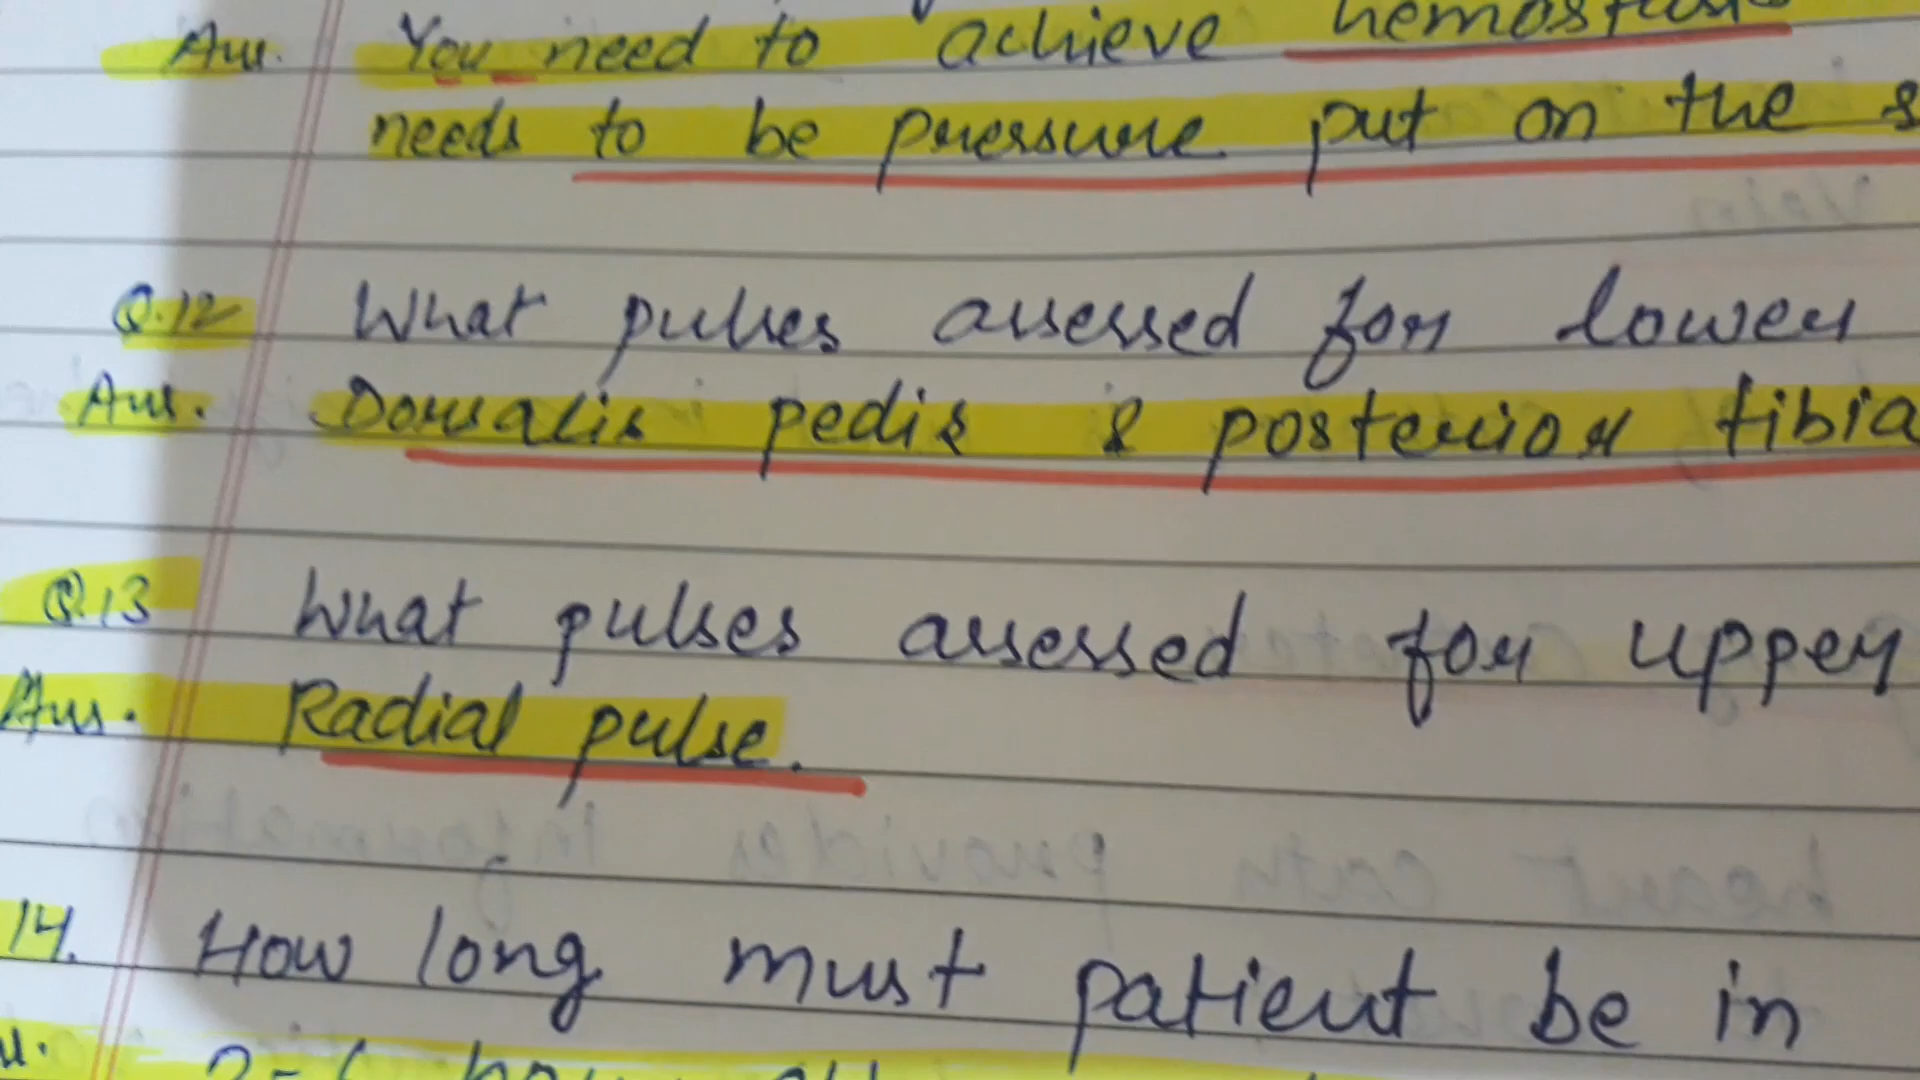 Ans. You need to achieve hemostasis
needs to be pressure put on the s
Q.12 What pulses assessed for lower
Ans. Dorsalis pedis & posterior tibia
Q.13 What pulses assessed for upper
Ans. Radial pulse.
14. How long must patient be in